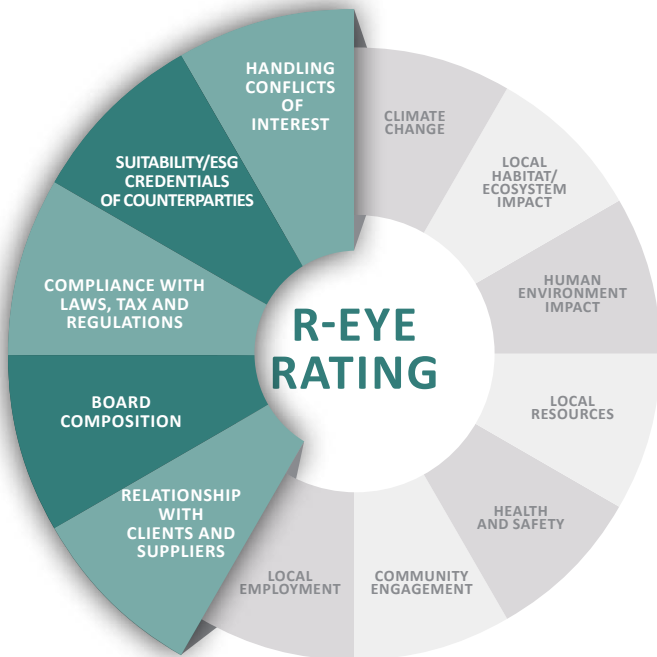 HANDLING
CONFLICTS
OF
INTEREST
CLIMATE
CHANGE
LOCAL
HABITAT/
ECOSYSTEM
IMPACT
HUMAN
ENVIRONMENT
IMPACT
LOCAL
RESOURCES
HEALTH
AND SAFETY
COMMUNITY
ENGAGEMENT
LOCAL
EMPLOYMENT
RELATIONSHIP
WITH
CLIENTS AND
SUPPLIERS
BOARD
COMPOSITION
COMPLIANCE WITH
LAWS, TAX AND
REGULATIONS
SUITABILITY/ESG
CREDENTIALS
OF COUNTERPARTIES
R-EYE
RATING